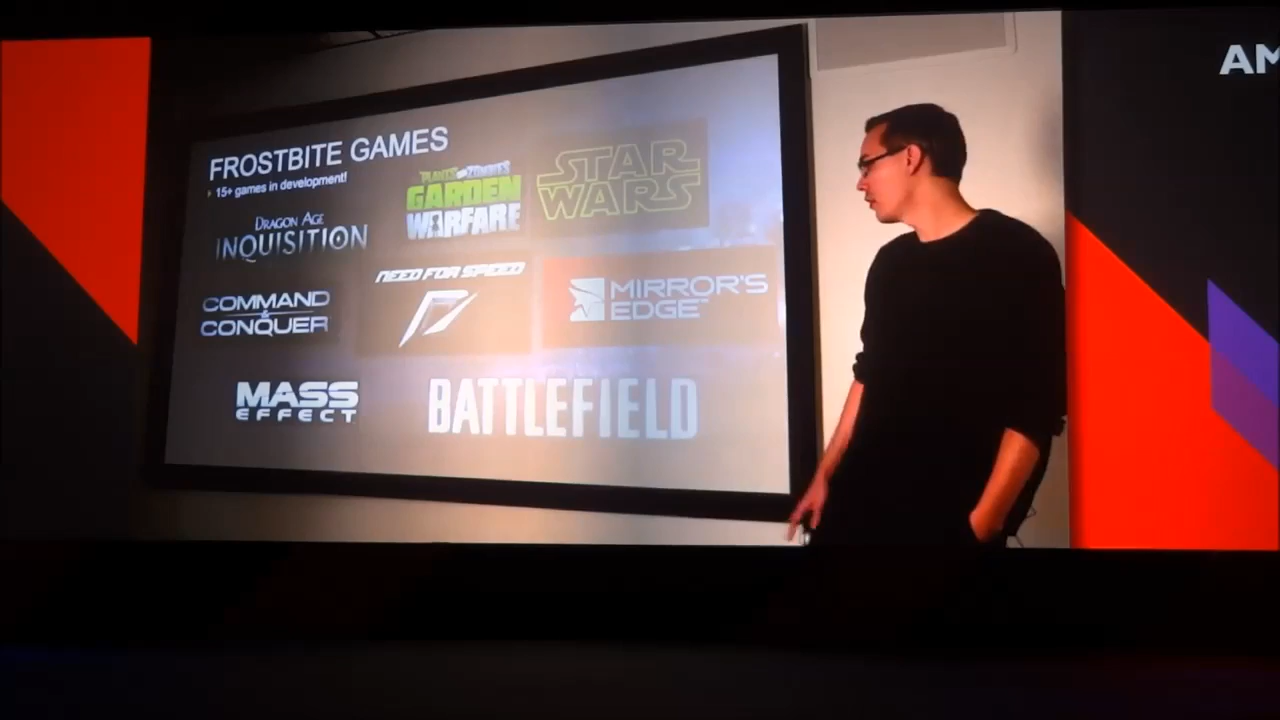 AM
FROSTBITE GAMES
15+ games in development!
PLANTS VS ZOMBIES
GARDEN
WARFARE
STAR
WARS
DRAGON AGE
INQUISITION
NEED FOR SPEED
COMMAND
&
CONQUER
MIRROR'S
EDGE™
MASS
EFFECT
BATTLEFIELD